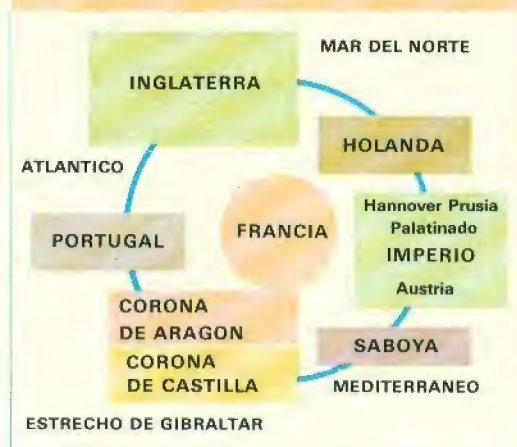 MAR DEL NORTE
INGLATERRA
HOLANDA
ATLANTICO
Hannover Prusia
Palatinado
IMPERIO
Austria
PORTUGAL
FRANCIA
CORONA
DE ARAGON
CORONA
DE CASTILLA
SABOYA
MEDITERRANEO
ESTRECHO DE GIBRALTAR